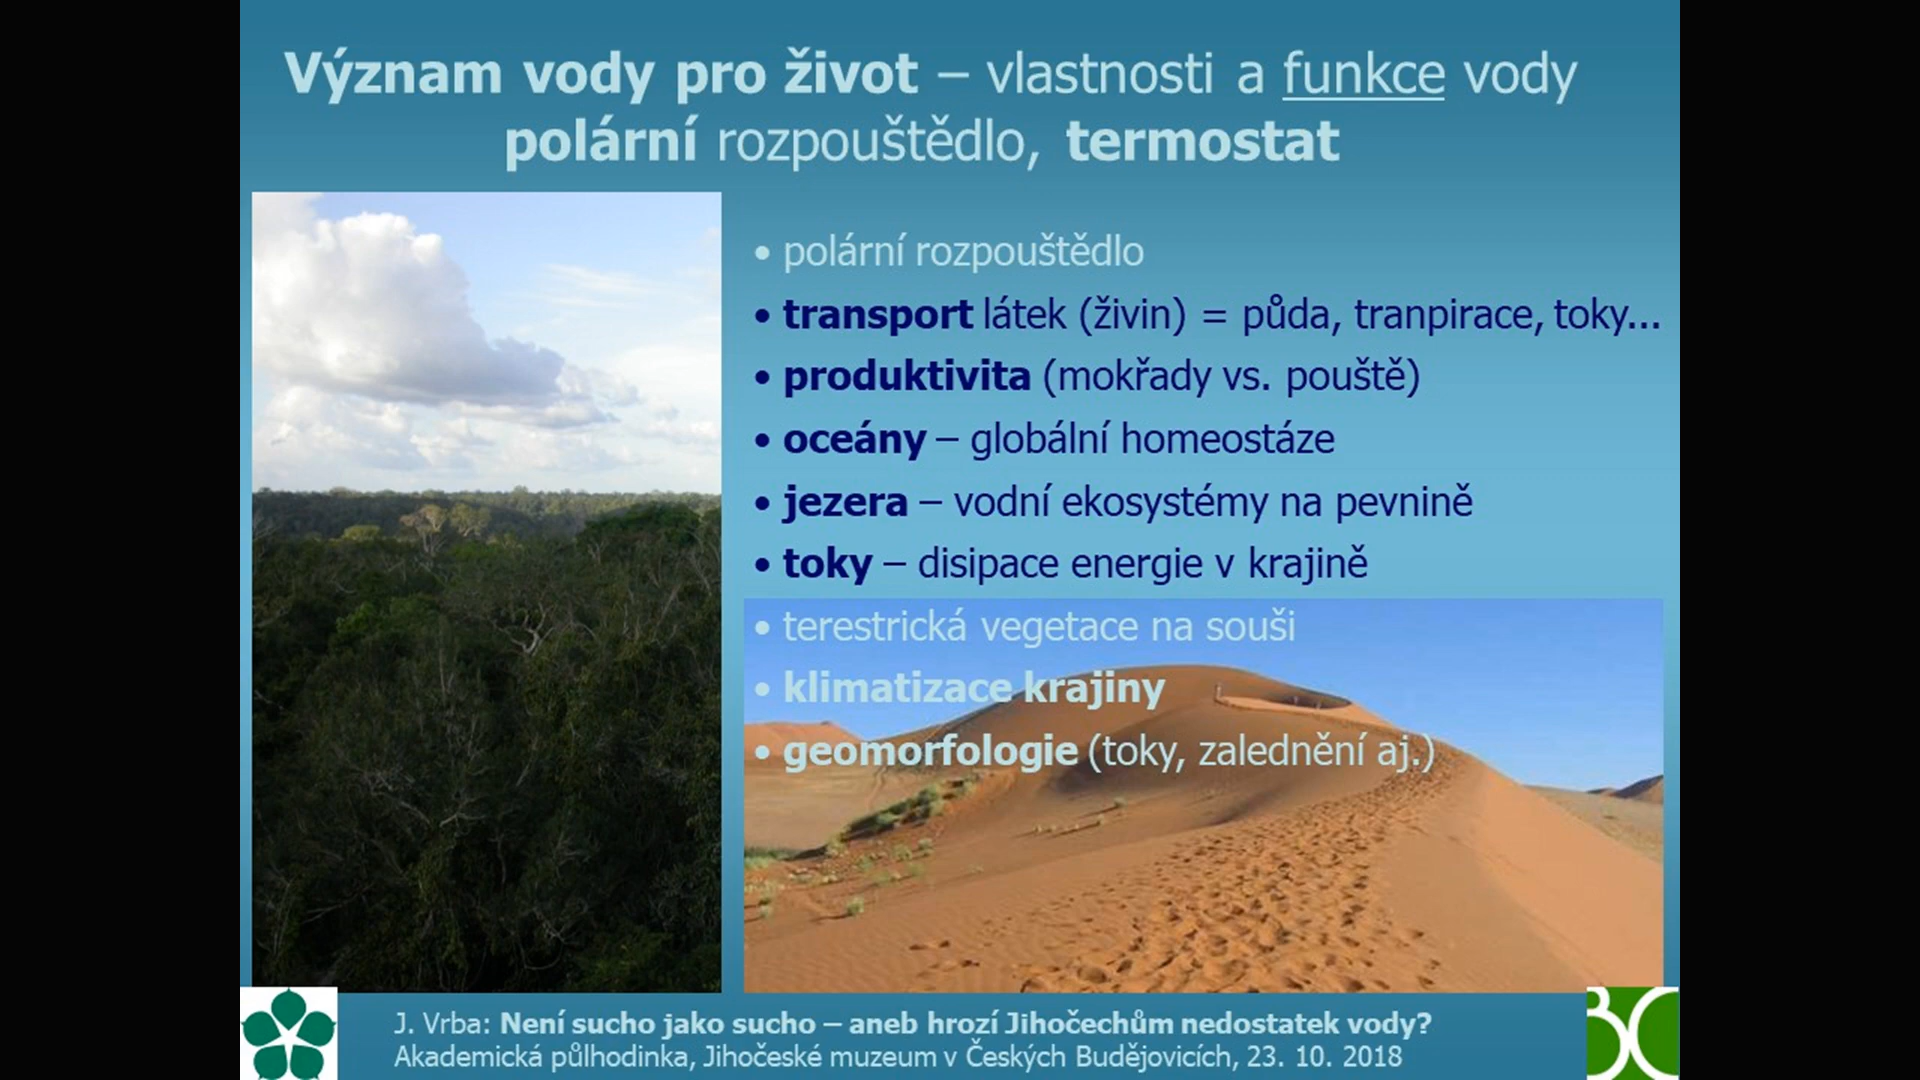 Význam vody pro život – vlastnosti a funkce vody
polární rozpouštědlo, termostat
• polární rozpouštědlo
• transport látek (živin) = půda, tranpirace, toky...
• produktivita (mokřady vs. pouště)
• oceány – globální homeostáze
• jezera – vodní ekosystémy na pevnině
• toky – disipace energie v krajině
• terestrická vegetace na souši
• klimatizace krajiny
• geomorfologie (toky, zalednění aj.)
J. Vrba: Není sucho jako sucho – aneb hrozí Jihočechům nedostatek vody?
Akademická půlhodinka, Jihočeské muzeum v Českých Budějovicích, 23. 10. 2018